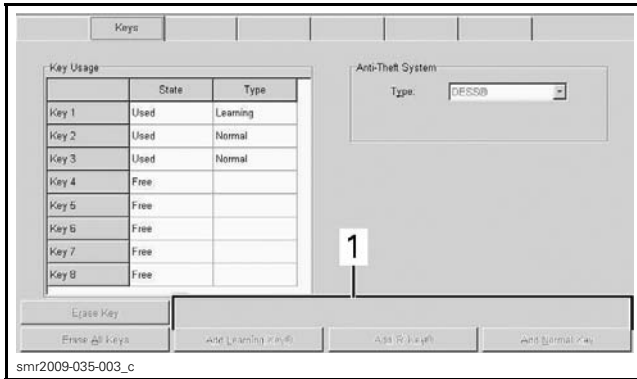 Keys
Key Usage
State Type
Key 1 Used Learning
Key 2 Used Normal
Key 3 Used Normal
Key 4 Free
Key 5 Free
Key 6 Free
Key 7 Free
Key 8 Free
Anti-Theft System
Type: DESS®
1
Erase Key
Erase All Keys Add Learning Key® Add R. Key® Add Normal Key
smr2009-035-003_c